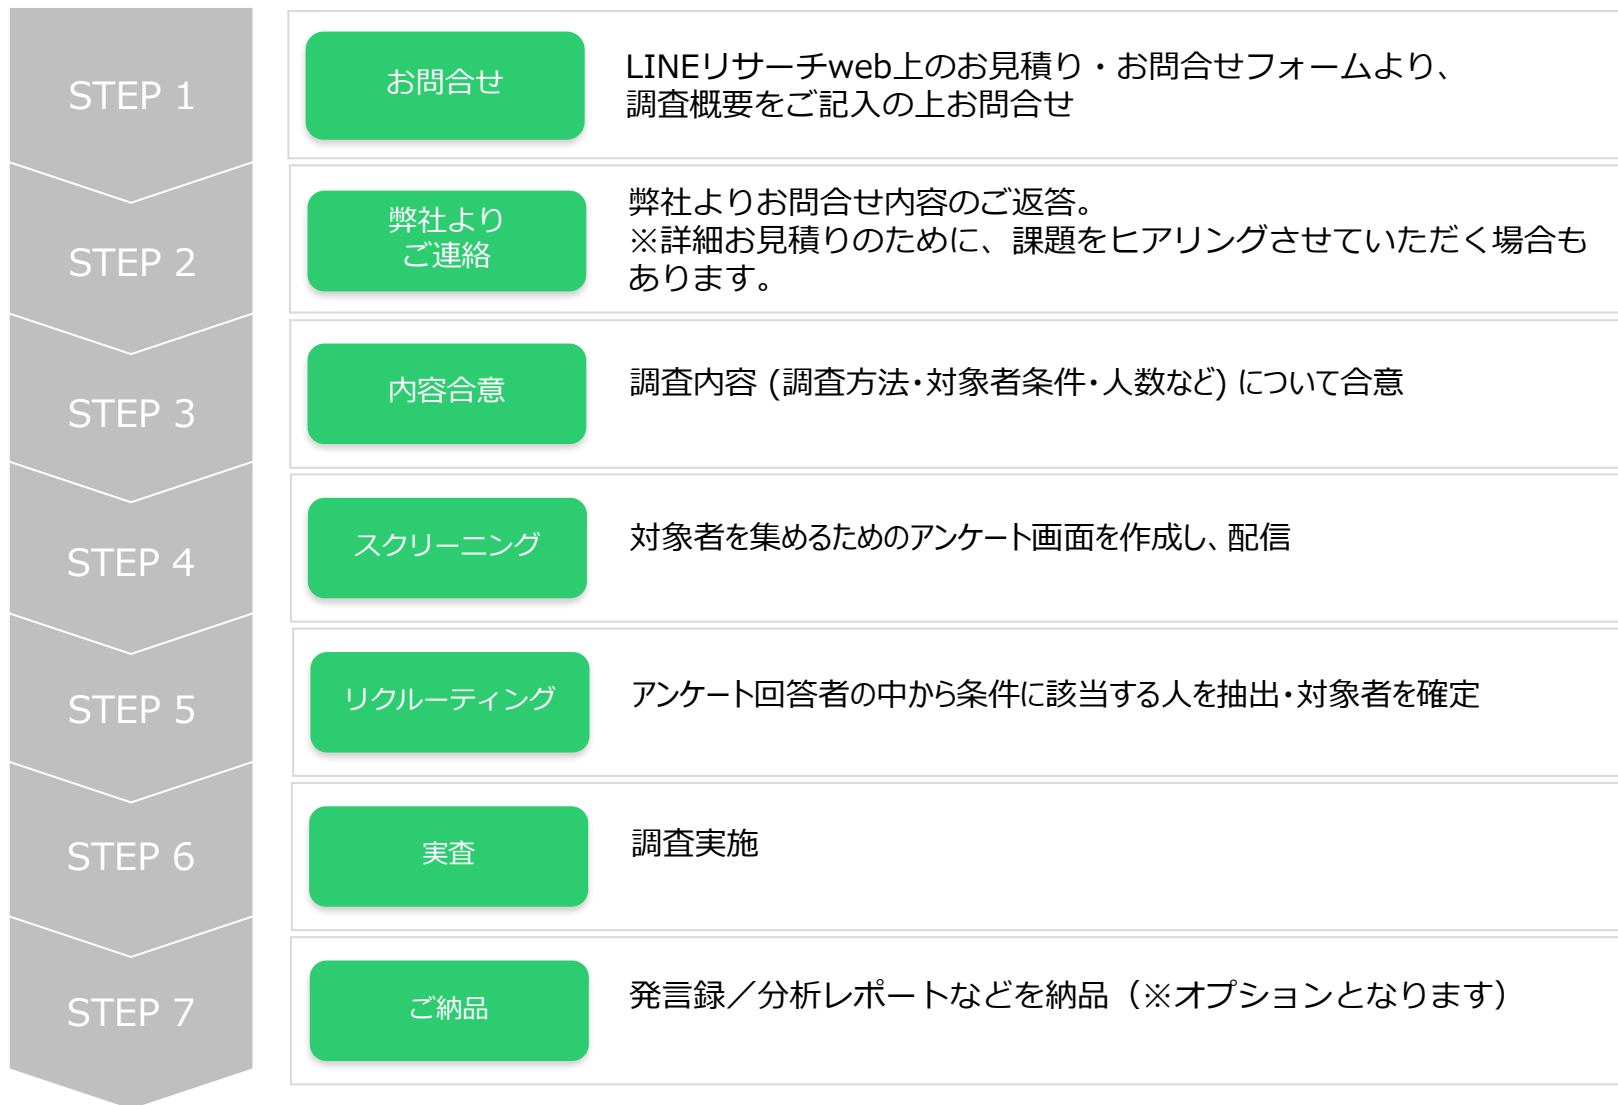 STEP 1
お問合せ
LINEリサーチweb上のお見積り・お問合せフォームより、
調査概要をご記入の上お問合せ
STEP 2
弊社より
ご連絡
弊社よりお問合せ内容のご返答。
※詳細お見積りのために、課題をヒアリングさせていただく場合も
あります。
STEP 3
内容合意
調査内容 (調査方法・対象者条件・人数など) について合意
STEP 4
スクリーニング
対象者を集めるためのアンケート画面を作成し、配信
STEP 5
リクルーティング
アンケート回答者の中から条件に該当する人を抽出・対象者を確定
STEP 6
実査
調査実施
STEP 7
ご納品
発言録／分析レポートなどを納品（※オプションとなります）